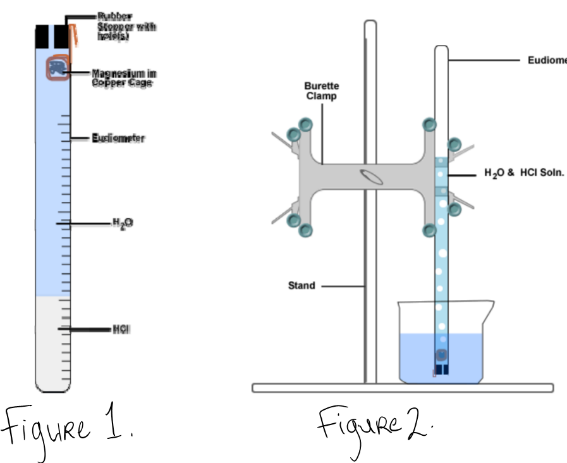 Rubber
Stopper with
hole(s)
Magnesium in
Copper Cage
Eudiometer
H₂O
HCl
Figure 1.
Eudiome
Burette
Clamp
H₂O & HCl Soln.
Stand
Figure 2.